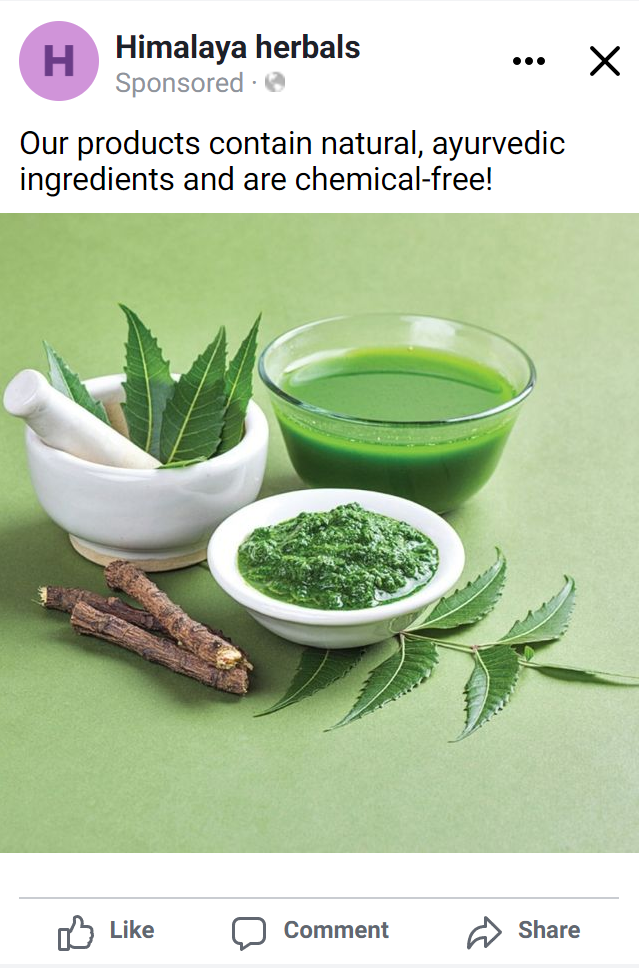 H
Himalaya herbals
Sponsored ·
Our products contain natural, ayurvedic
ingredients and are chemical-free!
Like
Comment
Share